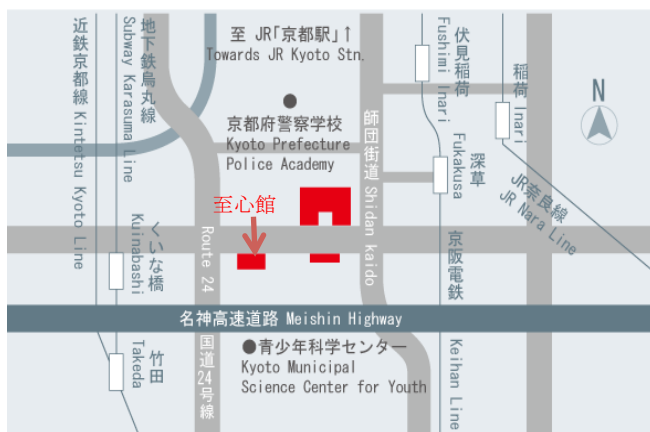 至 JR「京都駅」↑
Towards JR Kyoto Stn.
京都府警察学校
Kyoto Prefecture
Police Academy
近鉄京都線 Kintetsu Kyoto Line
地下鉄烏丸線
Subway Karasuma Line
くいな橋
Kuinabashi
竹田
Takeda
至心館
Route 24
国道24号線
師団街道 Shidan kaido
伏見稲荷
Fushimi Inari
稲荷 Inari
深草
Fukakusa
JR奈良線
JR Nara Line
京阪電鉄
Keihan Line
N
名神高速道路 Meishin Highway
●青少年科学センター
Kyoto Municipal
Science Center for Youth